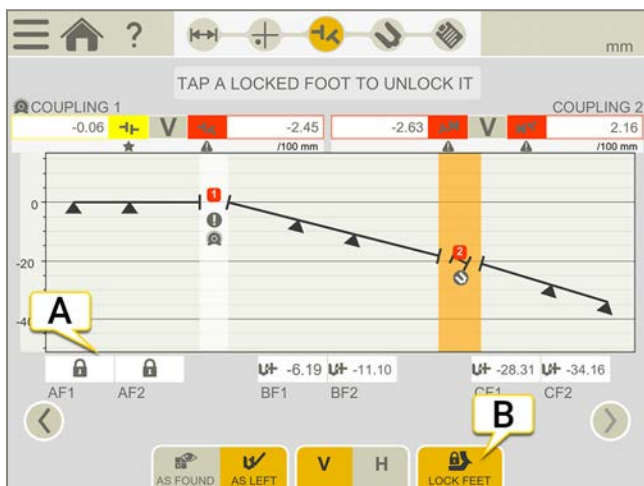 ?
mm
TAP A LOCKED FOOT TO UNLOCK IT
COUPLING 1
COUPLING 2
-0.06 V -2.45
-2.63 V 2.16
/100 mm
/100 mm
1
0
2
-20
-40
A
-6.19 -11.10
-28.31 -34.16
AF1 AF2 BF1 BF2 CF1 CF2
B
AS FOUND AS LEFT
V H
LOCK FEET